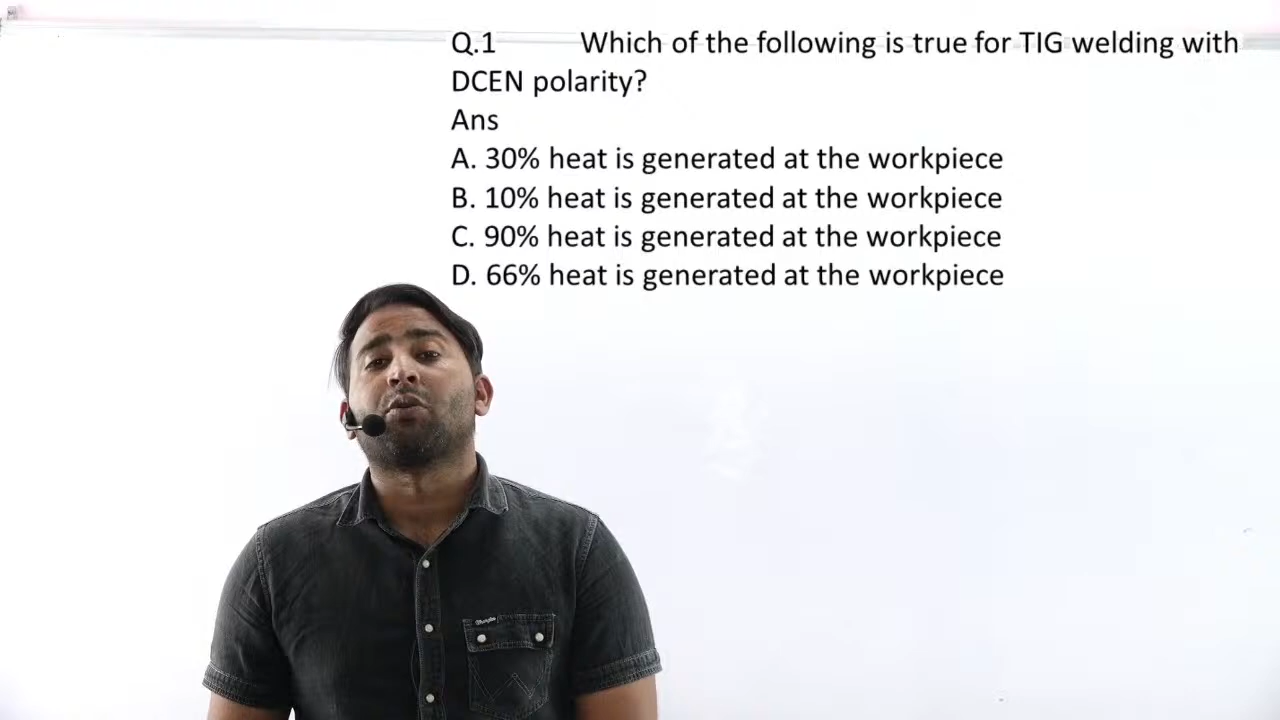 Q.1 Which of the following is true for TIG welding with
DCEN polarity?
Ans
A. 30% heat is generated at the workpiece
B. 10% heat is generated at the workpiece
C. 90% heat is generated at the workpiece
D. 66% heat is generated at the workpiece